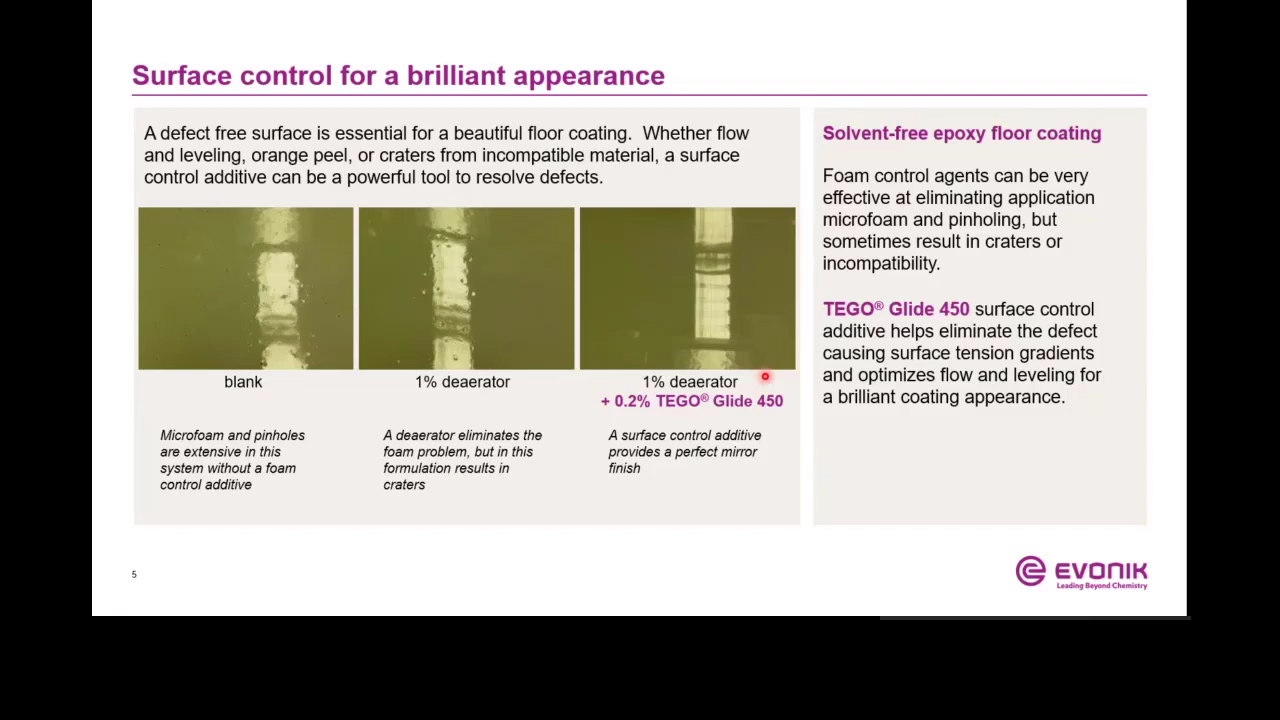 Surface control for a brilliant appearance
A defect free surface is essential for a beautiful floor coating.  Whether flow
and leveling, orange peel, or craters from incompatible material, a surface
control additive can be a powerful tool to resolve defects.
blank
Microfoam and pinholes
are extensive in this
system without a foam
control additive
1% deaerator
A deaerator eliminates the
foam problem, but in this
formulation results in
craters
1% deaerator
+ 0.2% TEGO® Glide 450
A surface control additive
provides a perfect mirror
finish
Solvent-free epoxy floor coating
Foam control agents can be very
effective at eliminating application
microfoam and pinholing, but
sometimes result in craters or
incompatibility.
TEGO® Glide 450 surface control
additive helps eliminate the defect
causing surface tension gradients
and optimizes flow and leveling for
a brilliant coating appearance.
5
EVONIK
Leading Beyond Chemistry